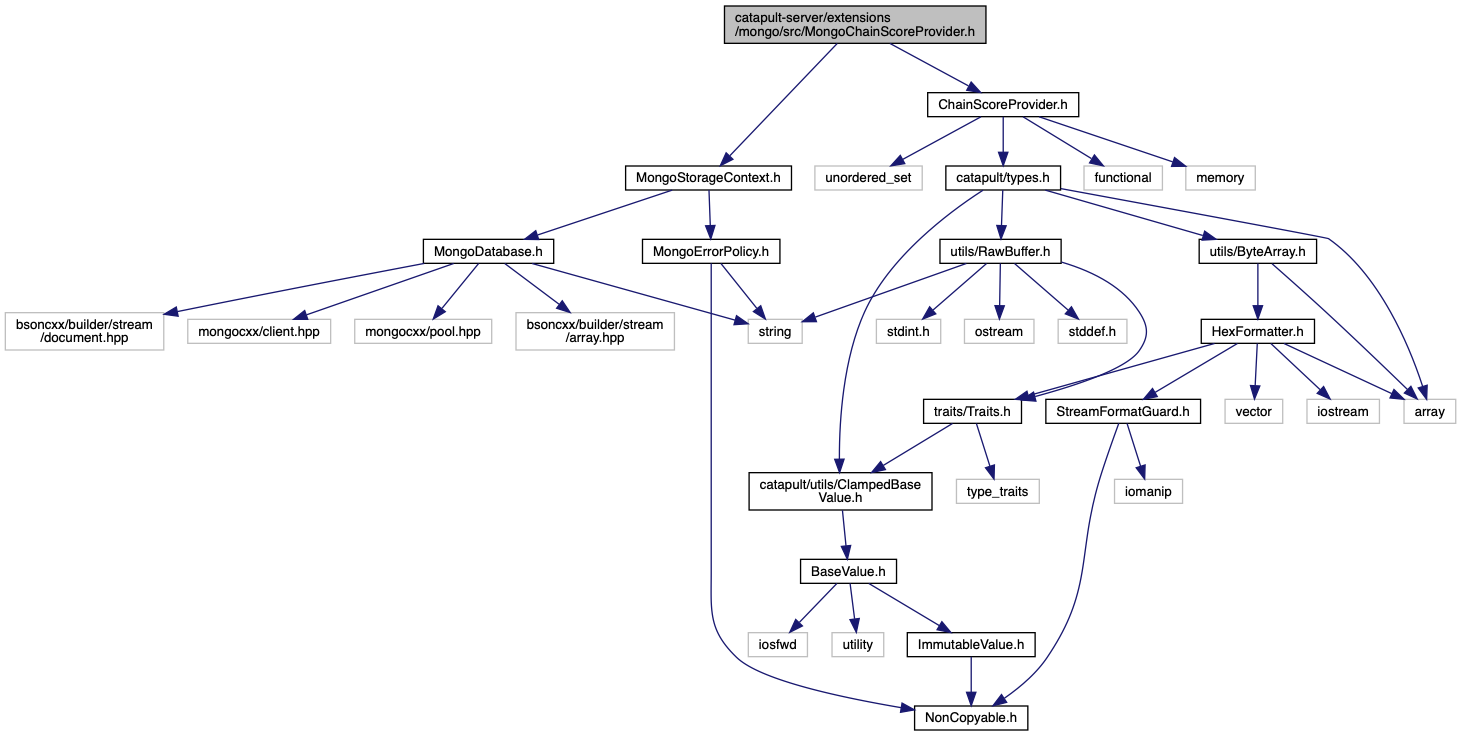 catapult-server/extensions
/mongo/src/MongoChainScoreProvider.h
ChainScoreProvider.h
MongoStorageContext.h
unordered_set
catapult/types.h
functional
memory
MongoDatabase.h
MongoErrorPolicy.h
utils/RawBuffer.h
utils/ByteArray.h
bsoncxx/builder/stream
/document.hpp
mongocxx/client.hpp
mongocxx/pool.hpp
bsoncxx/builder/stream
/array.hpp
string
stdint.h
ostream
stddef.h
HexFormatter.h
traits/Traits.h
StreamFormatGuard.h
vector
iostream
array
catapult/utils/ClampedBase
Value.h
type_traits
iomanip
BaseValue.h
iosfwd
utility
ImmutableValue.h
NonCopyable.h